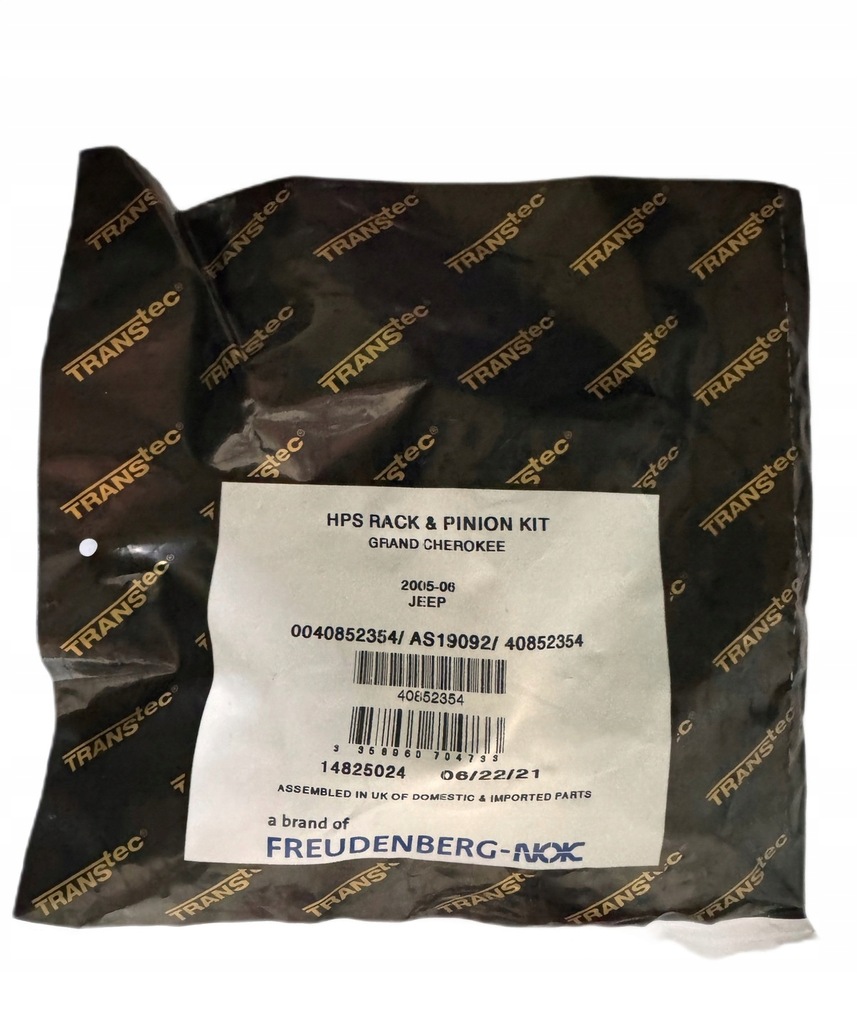 TRANStec®
HPS RACK & PINION KIT
GRAND CHEROKEE
2005-06
JEEP
0040852354/ AS19092/ 40852354
40852354
3 358960 704733
14825024 06/22/21
ASSEMBLED IN UK OF DOMESTIC & IMPORTED PARTS
a brand of
FREUDENBERG-NOK